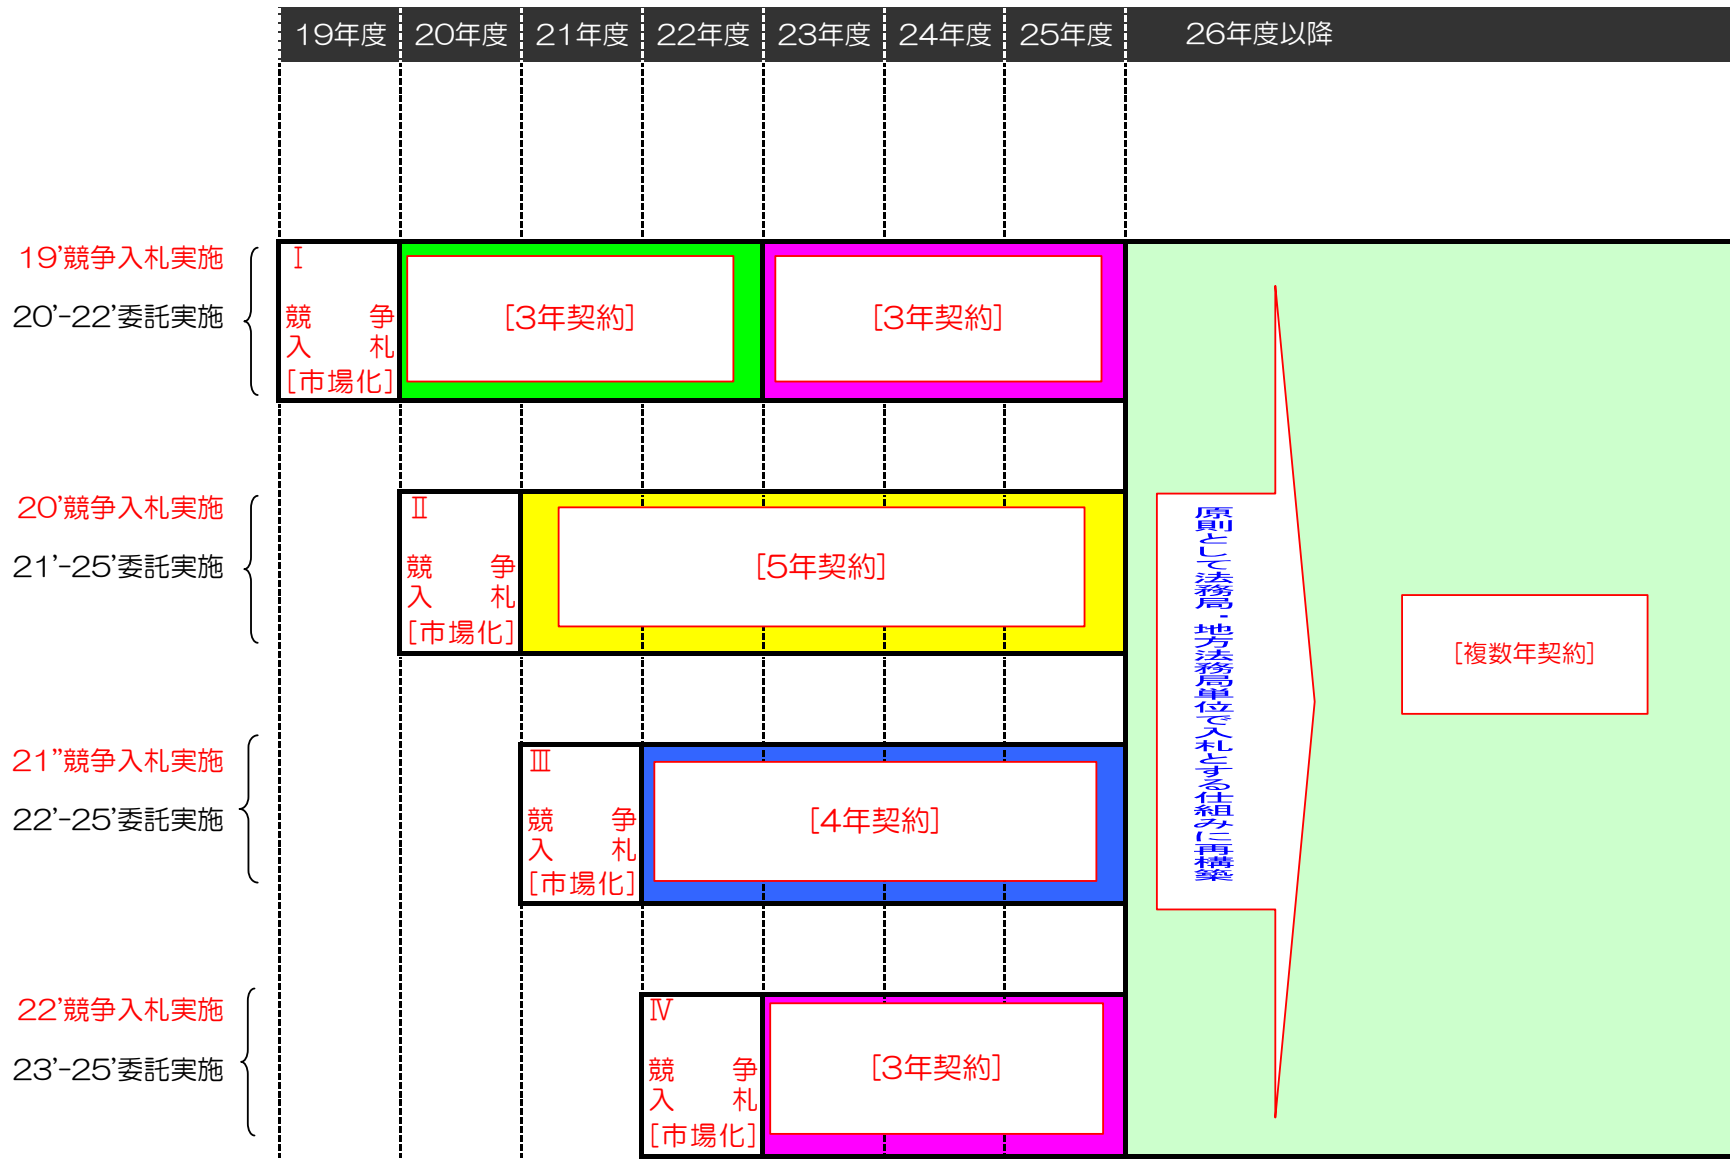 19年度 20年度 21年度 22年度 23年度 24年度 25年度 26年度以降
19’競争入札実施
20’-22’委託実施
Ⅰ
競 争
入 札
[市場化]
[3年契約]
[3年契約]
20’競争入札実施
21’-25’委託実施
Ⅱ
競 争
入 札
[市場化]
[5年契約]
21”競争入札実施
22’-25’委託実施
Ⅲ
競 争
入 札
[市場化]
[4年契約]
22’競争入札実施
23’-25’委託実施
Ⅳ
競 争
入 札
[市場化]
[3年契約]
原則として法務局・地方法務局単位で入札とする仕組みに再構築
[複数年契約]